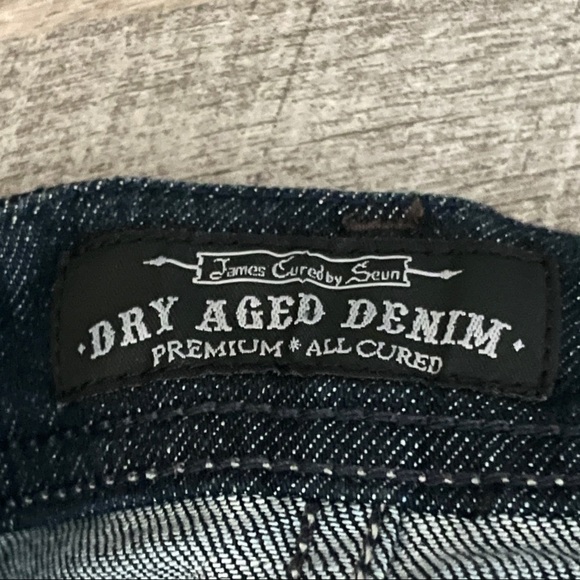 James Cured by Seun
·DRY AGED DENIM·
PREMIUM * ALL CURED